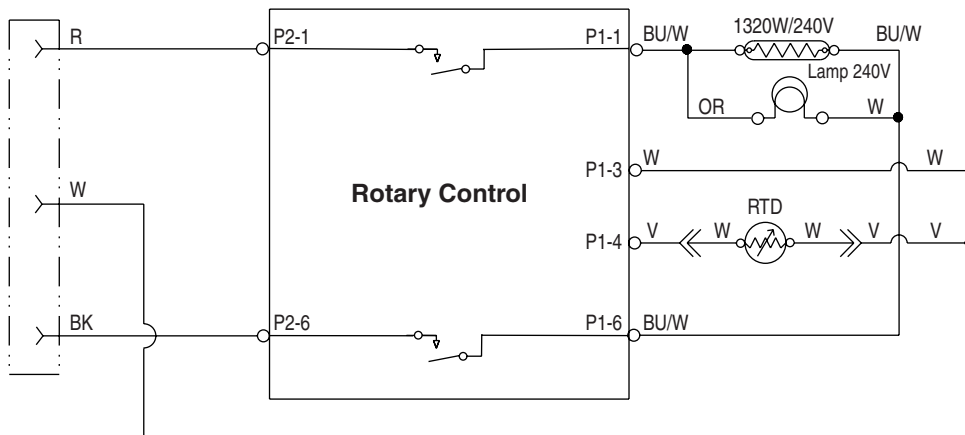 R
P2-1
P1-1
BU/W
1320W/240V
BU/W
Lamp 240V
OR
W
W
P1-3
W
W
Rotary Control
RTD
P1-4
V
W
W
V
V
BK
P2-6
P1-6
BU/W